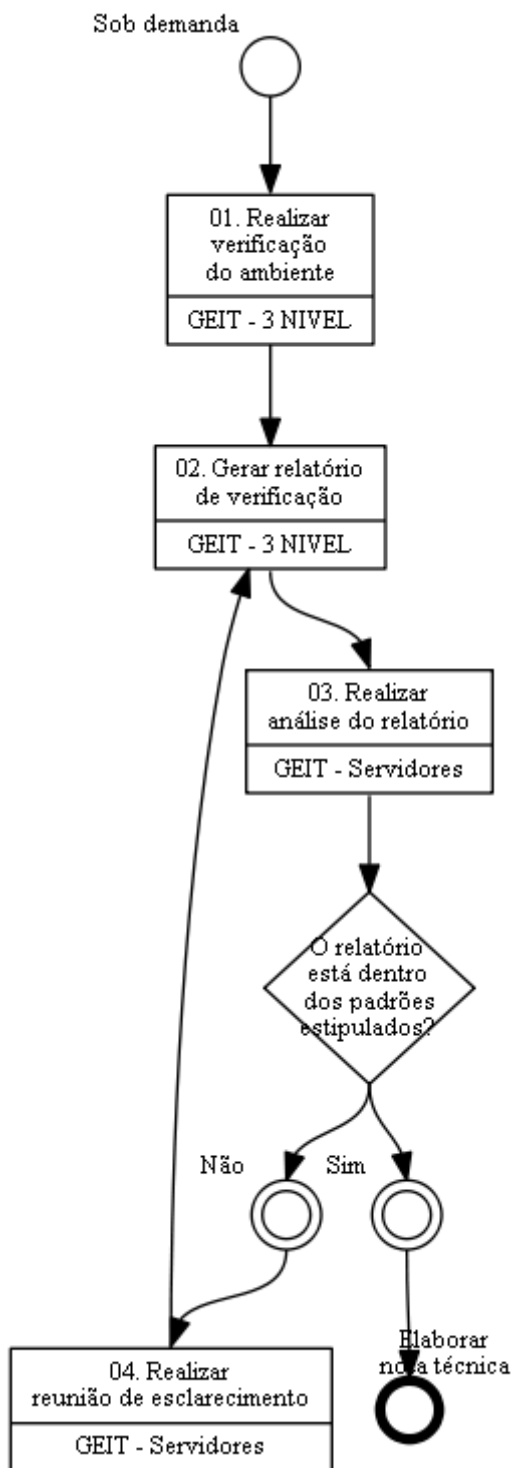 Sob demanda
01. Realizar
verificação
do ambiente
GEIT - 3 NIVEL
02. Gerar relatório
de verificação
GEIT - 3 NIVEL
03. Realizar
análise do relatório
GEIT - Servidores
O relatório
está dentro
dos padrões
estipulados?
Não
Sim
04. Realizar
reunião de esclarecimento
GEIT - Servidores
Elaborar
nota técnica